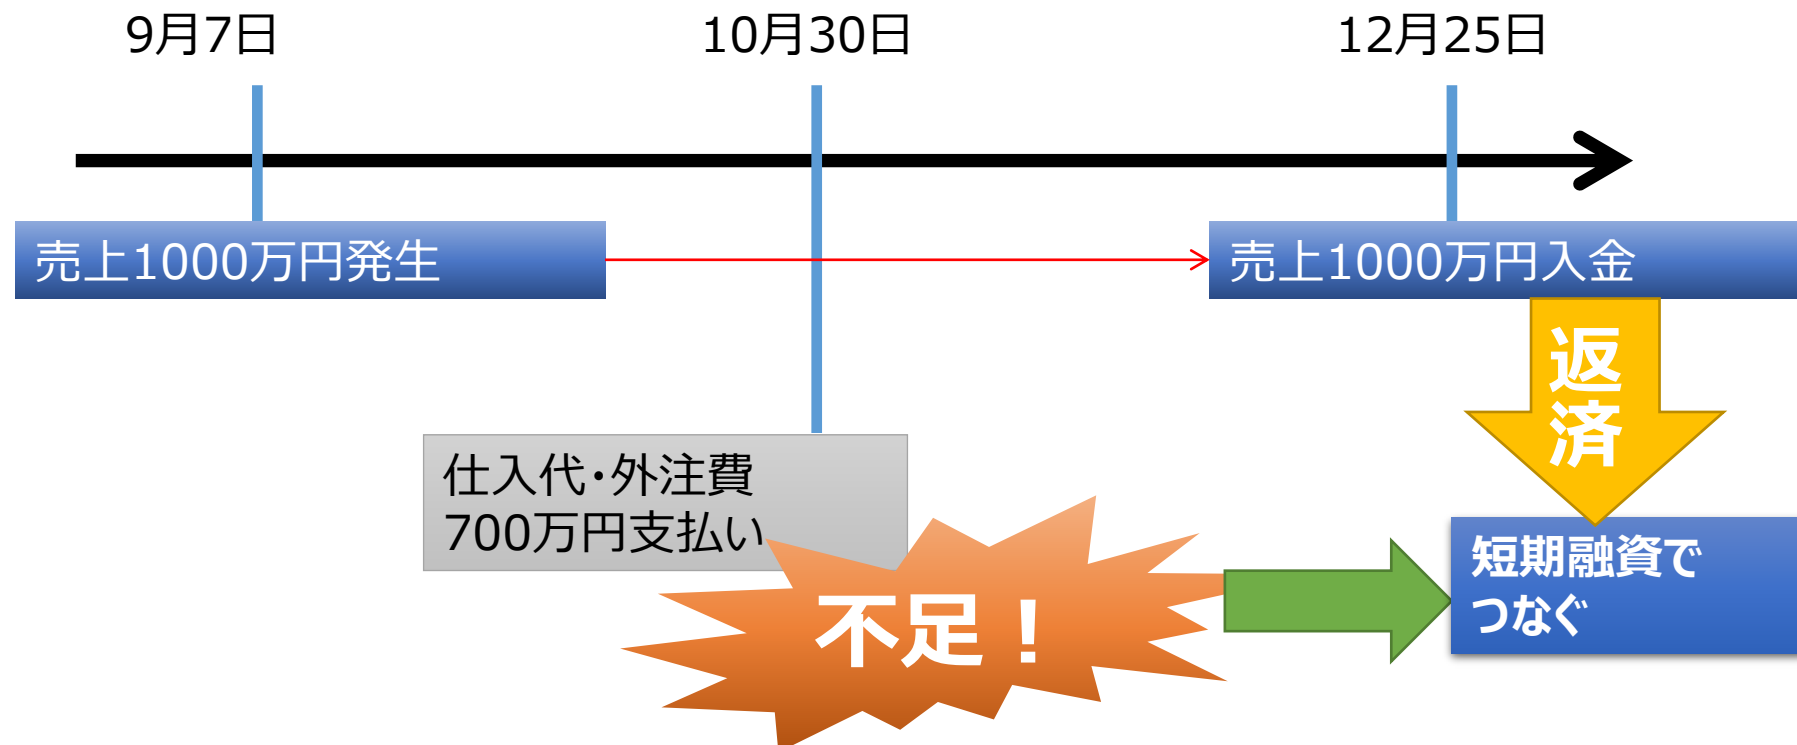 9月7日
10月30日
12月25日
売上1000万円発生
売上1000万円入金
返
済
仕入代・外注費
700万円支払い
不足！
短期融資で
つなぐ